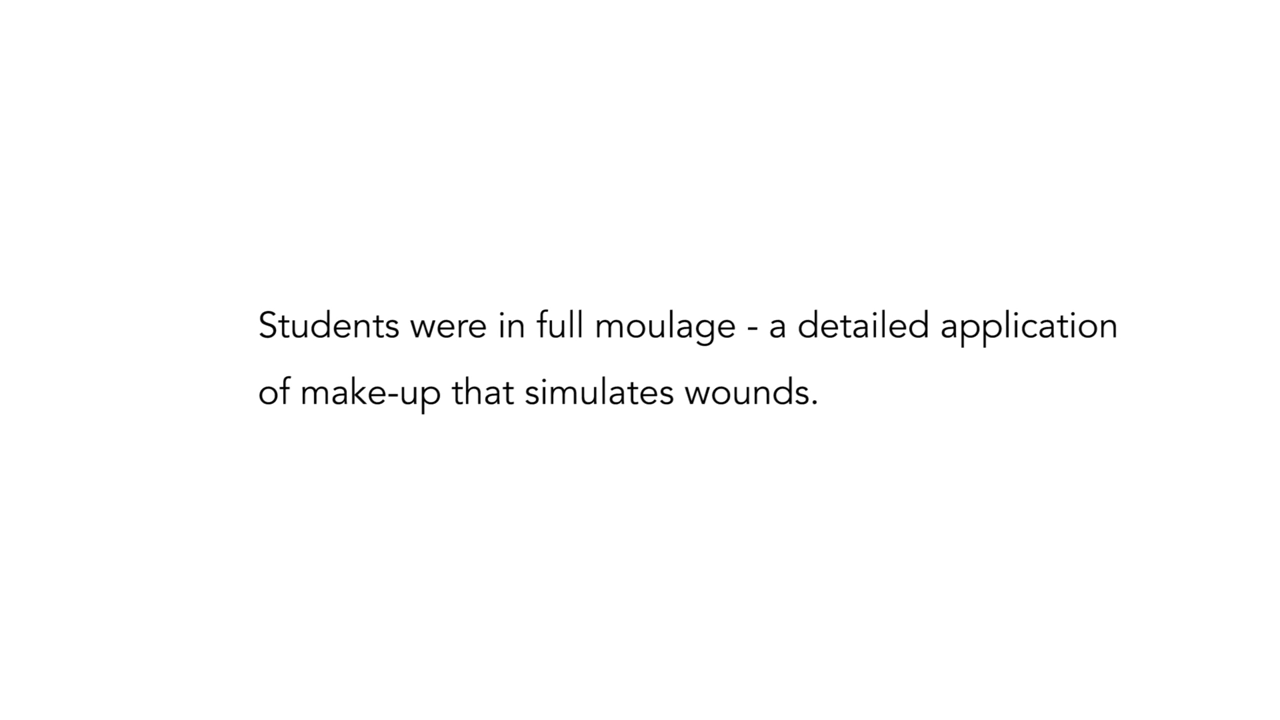 Students were in full moulage - a detailed application
of make-up that simulates wounds.